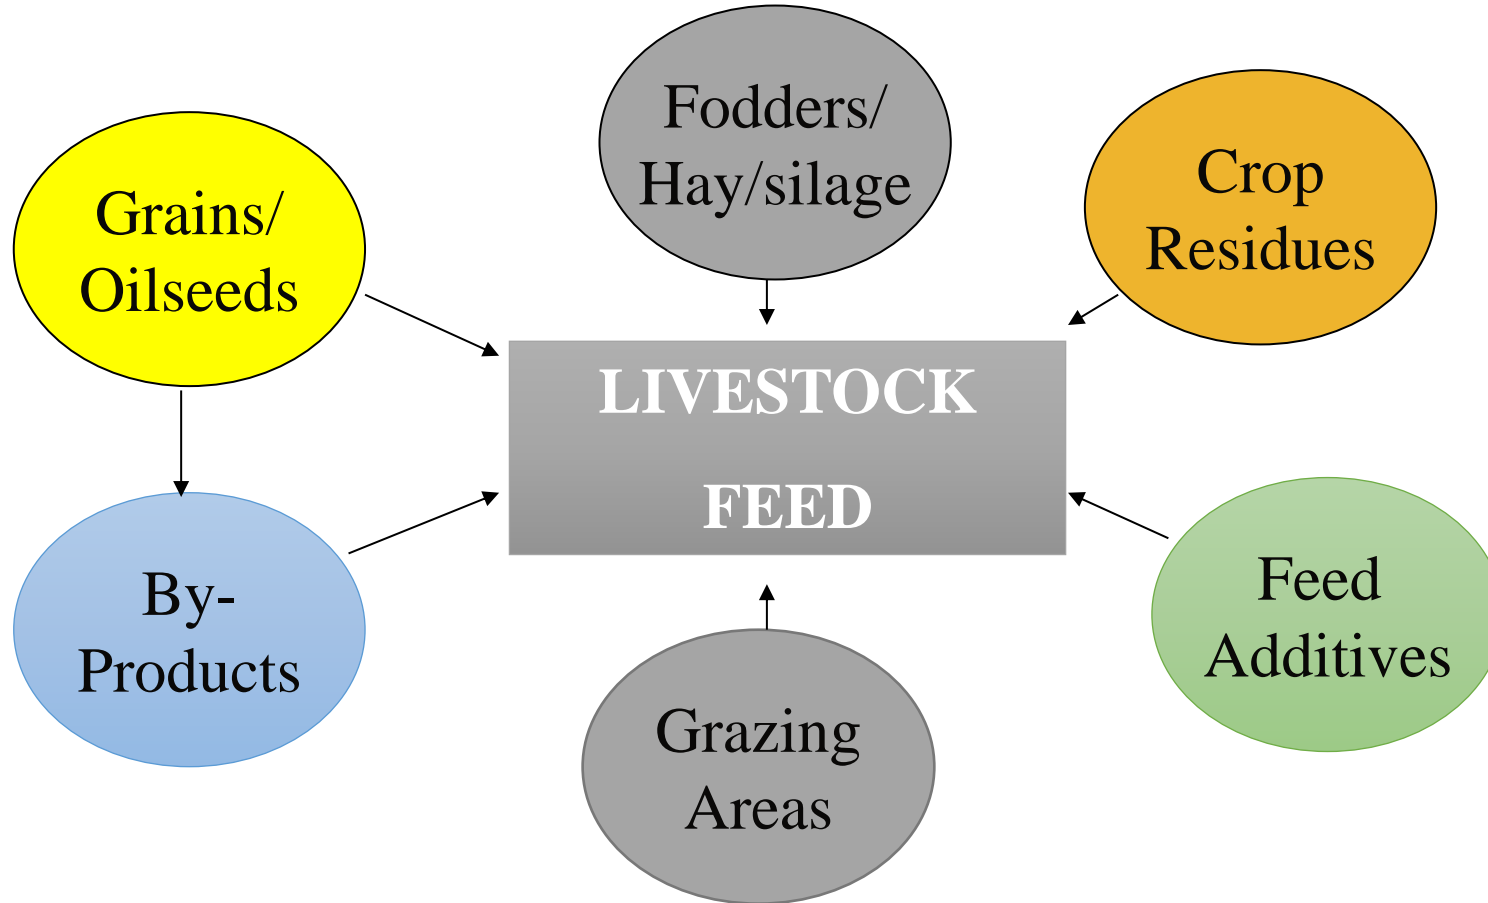 Fodders/
Hay/silage
Crop
Residues
Grains/
Oilseeds
LIVESTOCK
FEED
By-
Products
Feed
Additives
Grazing
Areas